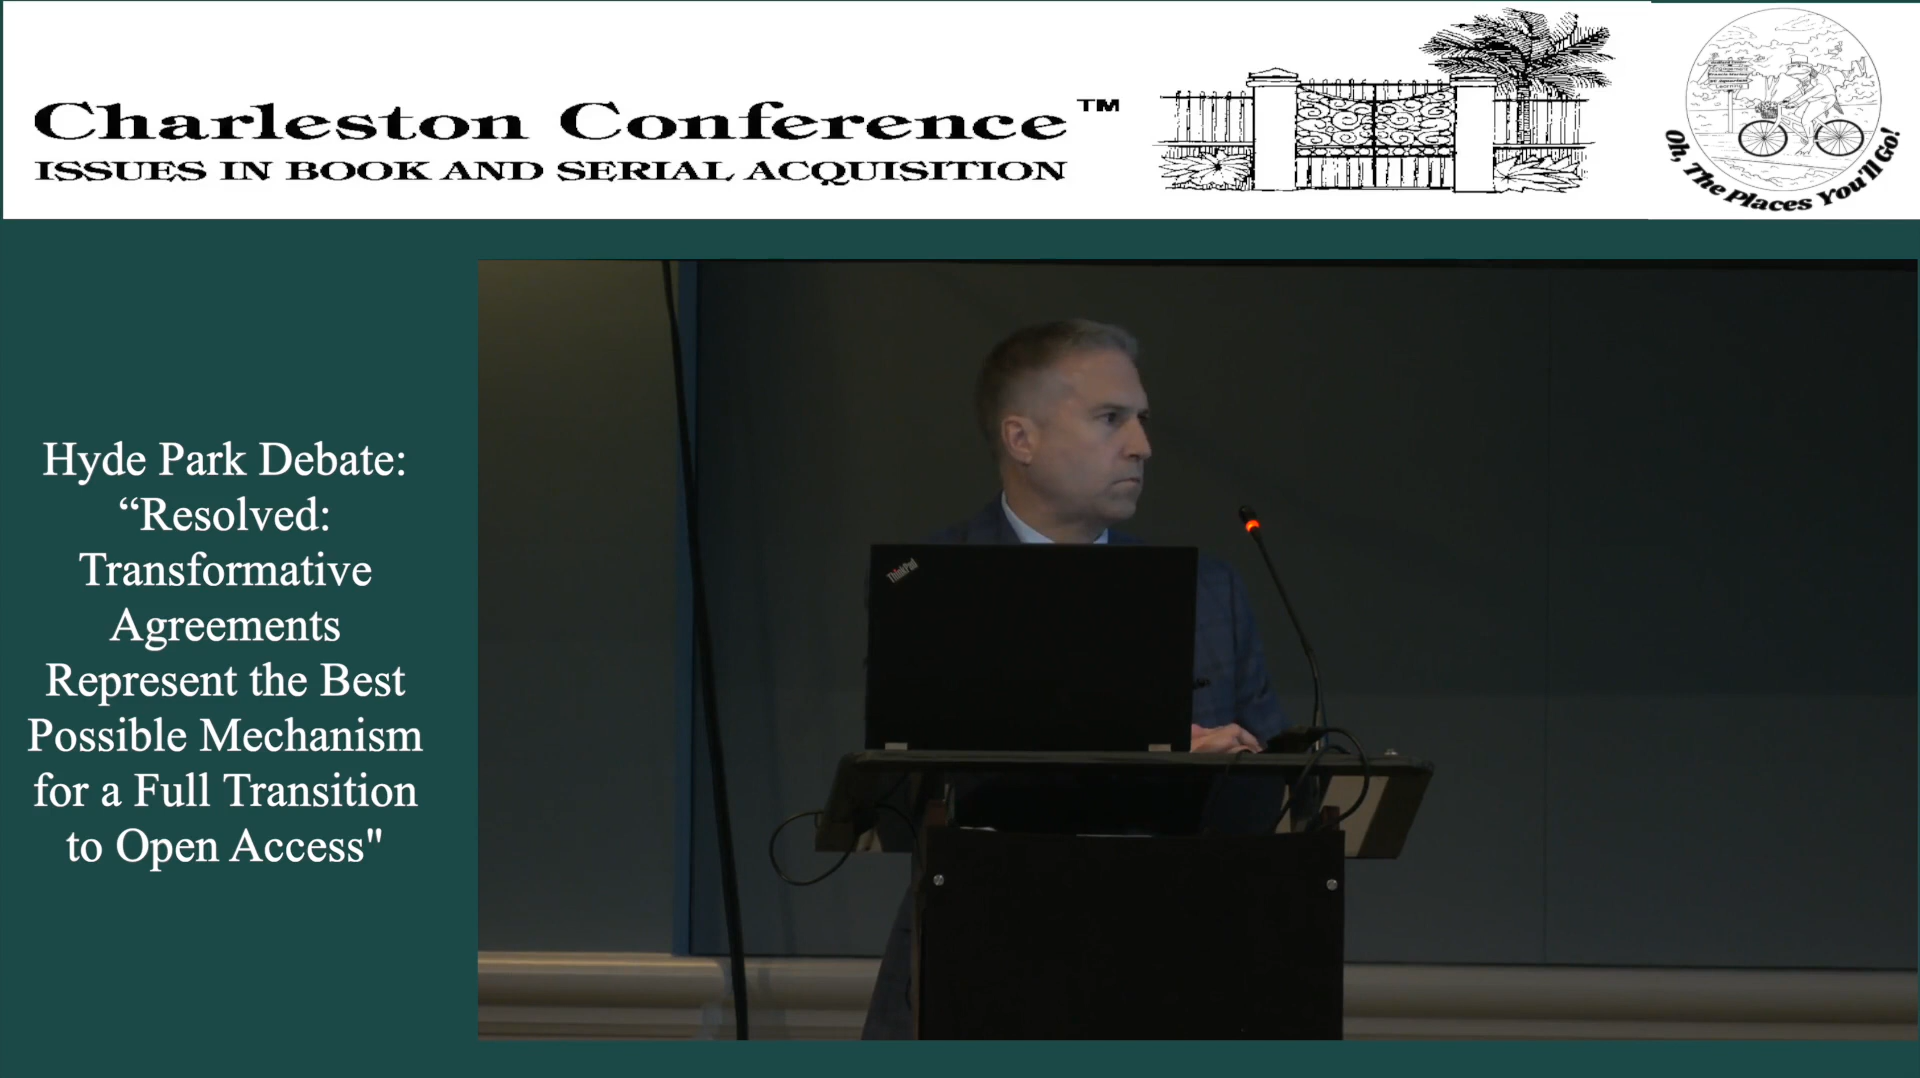 Charleston Conference™
ISSUES IN BOOK AND SERIAL ACQUISITION
Oh, The Places You'll Go!
Hyde Park Debate:
“Resolved:
Transformative
Agreements
Represent the Best
Possible Mechanism
for a Full Transition
to Open Access"
ThinkPad